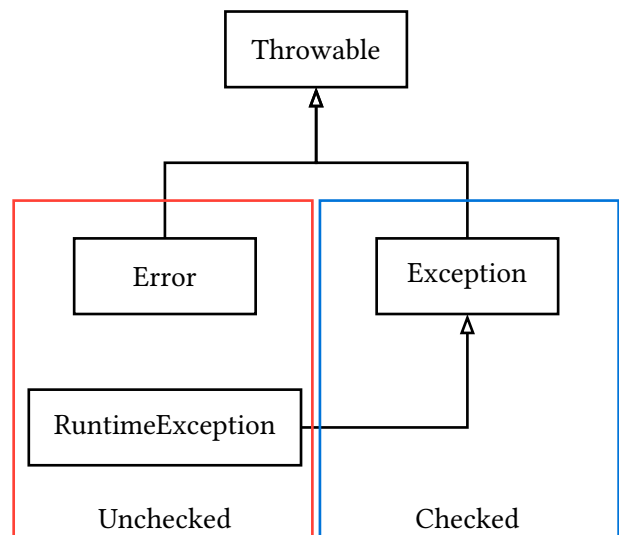 Throwable
Error
Exception
RuntimeException
Unchecked
Checked